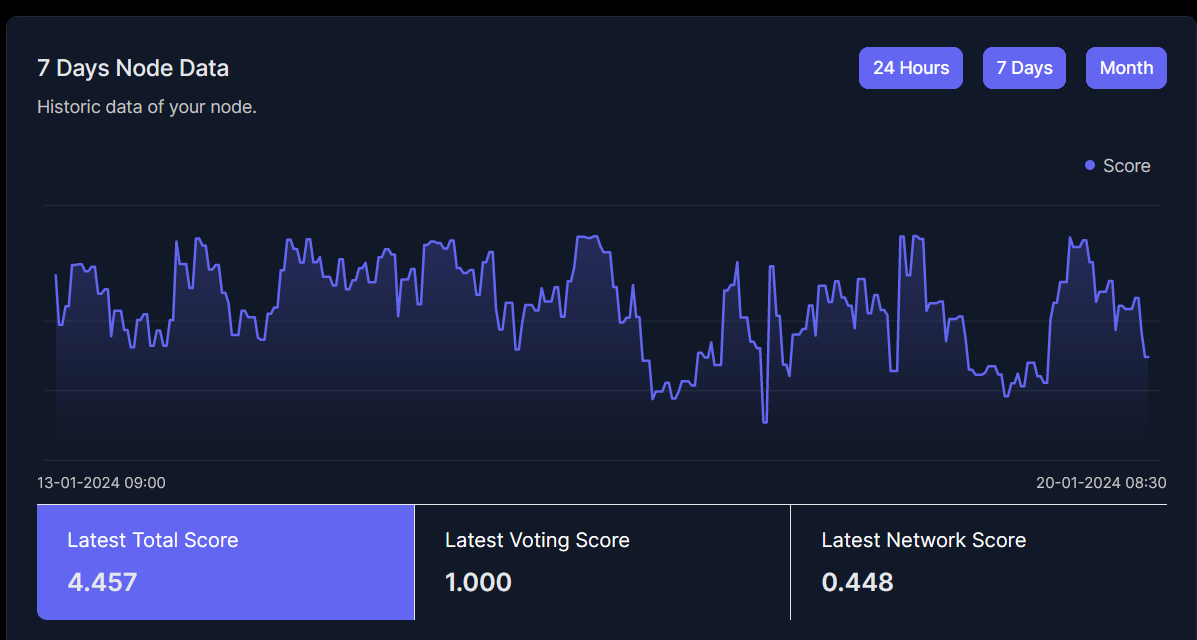 7 Days Node Data
24 Hours
7 Days
Month
Historic data of your node.
Score
13-01-2024 09:00
20-01-2024 08:30
Latest Total Score
4.457
Latest Voting Score
1.000
Latest Network Score
0.448